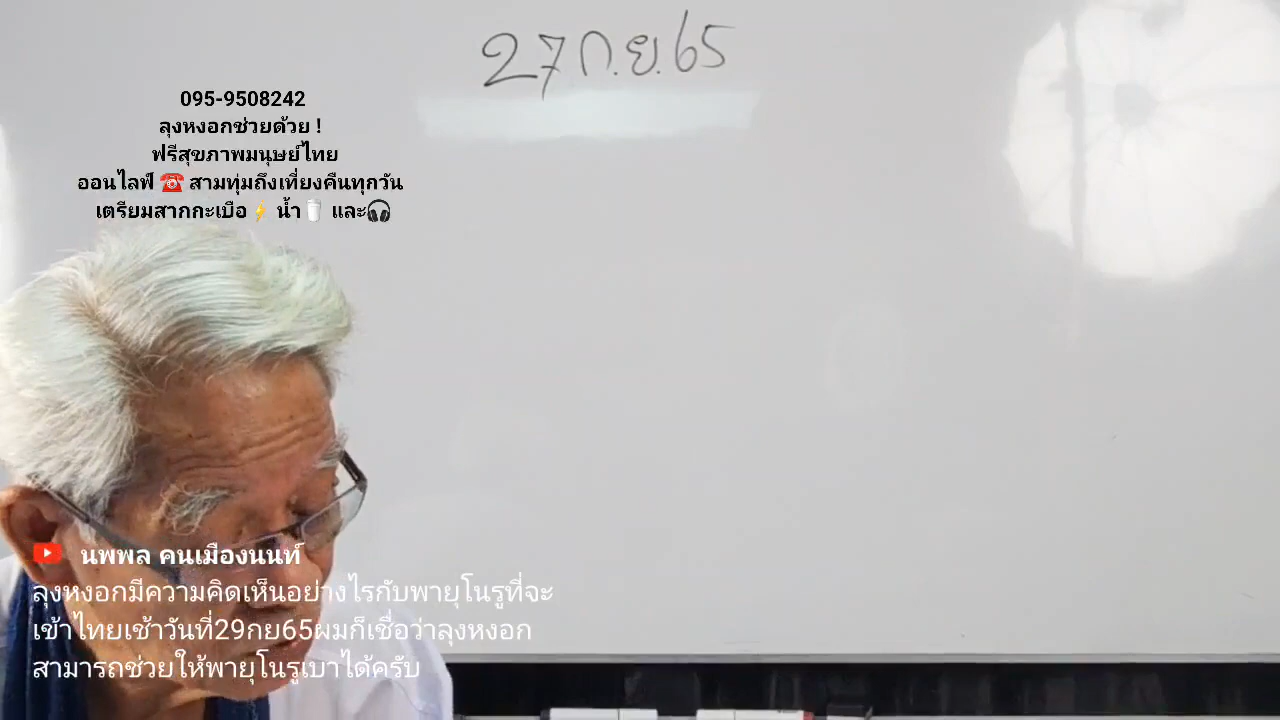 27 ก.ย. 65
095-9508242
ลุงหงอกช่วยด้วย !
ฟรีสุขภาพมนุษย์ไทย
ออนไลฟ์ ☎️ สามทุ่มถึงเที่ยงคืนทุกวัน
เตรียมสากกะเบือ⚡ น้ำ🥛 และ🎧
นพพล คนเมืองนนท์
ลุงหงอกมีความคิดเห็นอย่างไรกับพายุโนรูที่จะ
เข้าไทยเช้าวันที่29กย65ผมก็เชื่อว่าลุงหงอก
สามารถช่วยให้พายุโนรูเบาได้ครับ